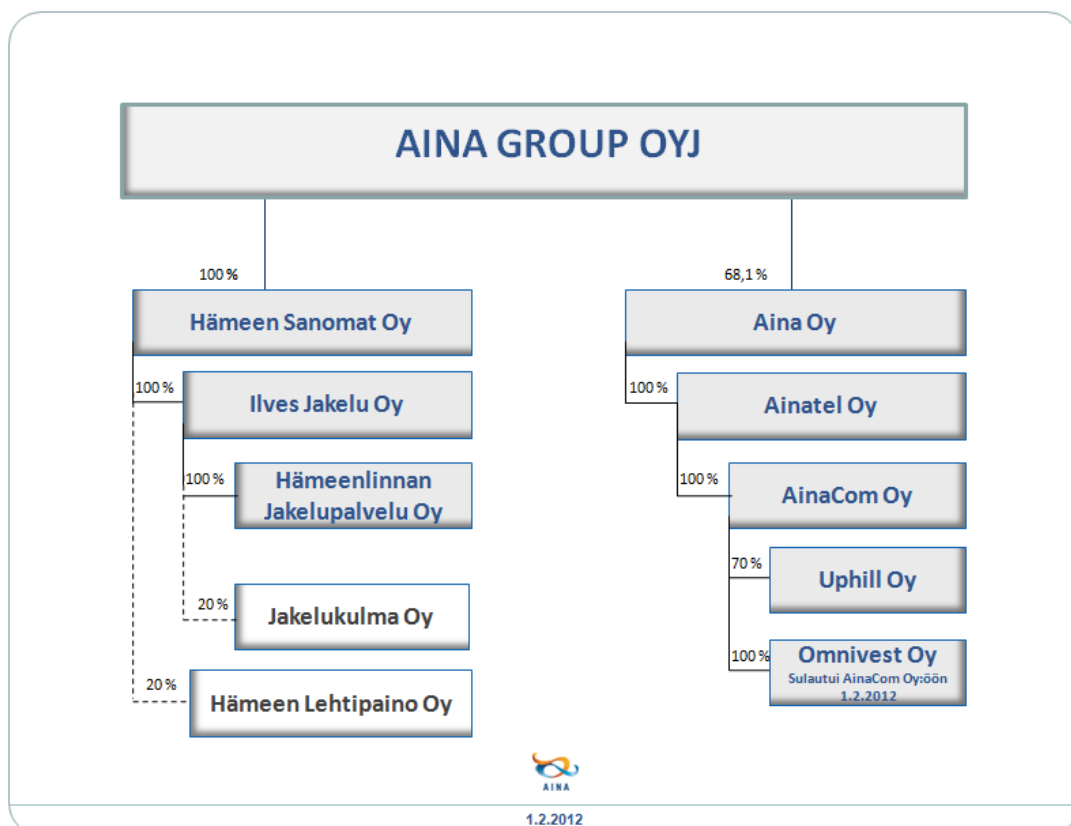 AINA GROUP OYJ
100 %
Hämeen Sanomat Oy
100 %
Ilves Jakelu Oy
100 %
Hämeenlinnan
Jakelupalvelu Oy
20 %
Jakelukulma Oy
20 %
Hämeen Lehtipaino Oy
68,1 %
Aina Oy
100 %
Ainatel Oy
100 %
AinaCom Oy
70 %
Uphill Oy
100 %
Omnivest Oy
Sulautui AinaCom Oy:öön
1.2.2012
AINA
1.2.2012